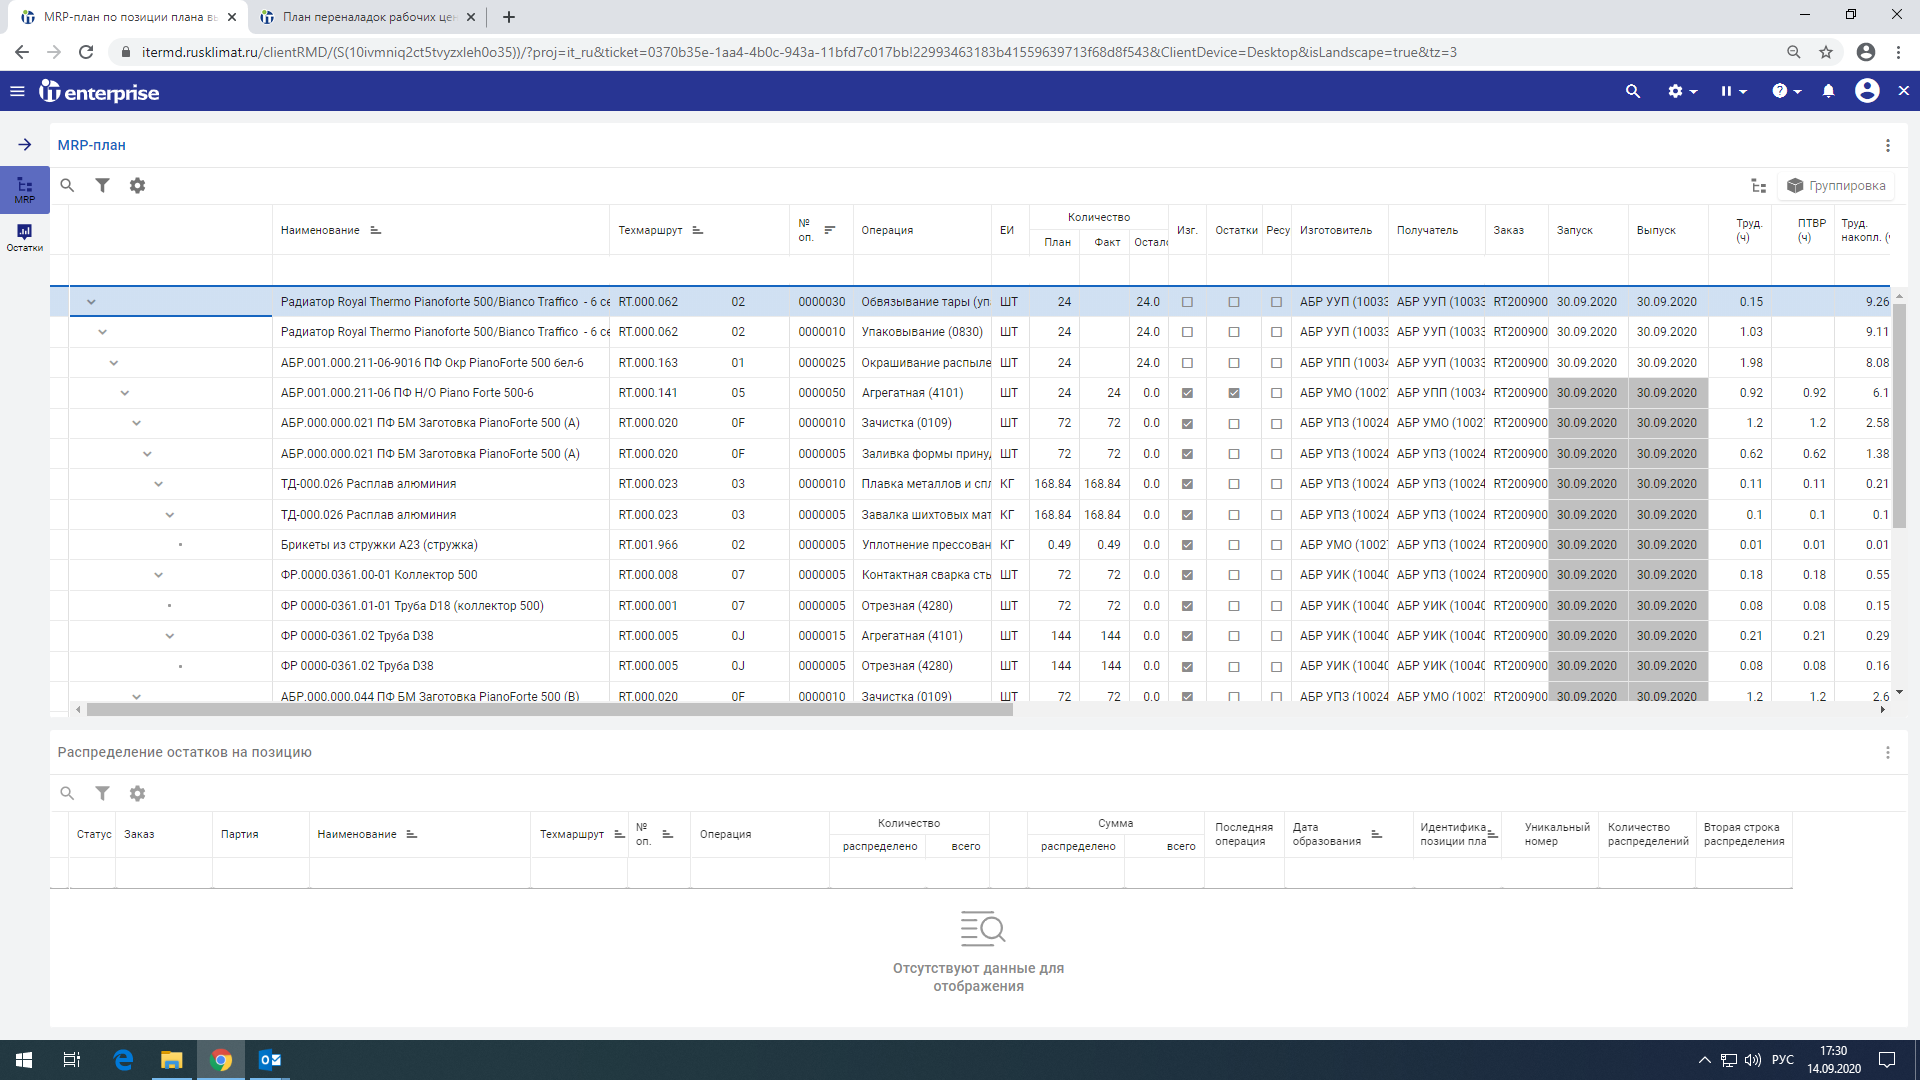 MRP-план по позиции плана вы
План переналадок рабочих цен
itermd.rusklimat.ru/clientRMD/(S(10ivmniq2ct5tvyzxleh0o35))/?proj=it_ru&ticket=0370b35e-1aa4-4b0c-943a-11bfd7c017bb!22993463183b41559639713f68d8f543&ClientDevice=Desktop&isLandscape=true&tz=3
it enterprise
MRP-план
MRP
Остатки
Группировка
Наименование Техмаршрут № оп. Операция ЕИ Количество План Факт Остало Изг. Остатки Ресу Изготовитель Получатель Заказ Запуск Выпуск Труд. (ч) ПТВР (ч) Труд. накопл. (ч
Радиатор Royal Thermo Pianoforte 500/Bianco Traffico - 6 се RT.000.062 02 0000030 Обвязывание тары (уп ШТ 24 24.0 АБР УУП (10033 АБР УУП (10033 RT200900 30.09.2020 30.09.2020 0.15 9.26
Радиатор Royal Thermo Pianoforte 500/Bianco Traffico - 6 се RT.000.062 02 0000010 Упаковывание (0830) ШТ 24 24.0 АБР УУП (10033 АБР УУП (10033 RT200900 30.09.2020 30.09.2020 1.03 9.11
АБР.001.000.211-06-9016 ПФ Окр PianoForte 500 бел-6 RT.000.163 01 0000025 Окрашивание распыле ШТ 24 24.0 АБР УПП (10034 АБР УУП (10033 RT200900 30.09.2020 30.09.2020 1.98 8.08
АБР.001.000.211-06 ПФ Н/О Piano Forte 500-6 RT.000.141 05 0000050 Агрегатная (4101) ШТ 24 24 0.0 АБР УМО (10027 АБР УПП (10034 RT200900 30.09.2020 30.09.2020 0.92 0.92 6.1
АБР.000.000.021 ПФ БМ Заготовка PianoForte 500 (А) RT.000.020 0F 0000010 Зачистка (0109) ШТ 72 72 0.0 АБР УПЗ (10024 АБР УМО (10027 RT200900 30.09.2020 30.09.2020 1.2 1.2 2.58
АБР.000.000.021 ПФ БМ Заготовка PianoForte 500 (А) RT.000.020 0F 0000005 Заливка формы прину ШТ 72 72 0.0 АБР УПЗ (10024 АБР УПЗ (10024 RT200900 30.09.2020 30.09.2020 0.62 0.62 1.38
ТД-000.026 Расплав алюминия RT.000.023 03 0000010 Плавка металлов и спл КГ 168.84 168.84 0.0 АБР УПЗ (10024 АБР УПЗ (10024 RT200900 30.09.2020 30.09.2020 0.11 0.11 0.21
ТД-000.026 Расплав алюминия RT.000.023 03 0000005 Завалка шихтовых мат КГ 168.84 168.84 0.0 АБР УПЗ (10024 АБР УПЗ (10024 RT200900 30.09.2020 30.09.2020 0.1 0.1 0.1
Брикеты из стружки А23 (стружка) RT.001.966 02 0000005 Уплотнение прессован КГ 0.49 0.49 0.0 АБР УМО (10027 АБР УПЗ (10024 RT200900 30.09.2020 30.09.2020 0.01 0.01 0.01
ФР.0000.0361.00-01 Коллектор 500 RT.000.008 07 0000005 Контактная сварка сты ШТ 72 72 0.0 АБР УИК (10040 АБР УПЗ (10024 RT200900 30.09.2020 30.09.2020 0.18 0.18 0.55
ФР 0000-0361.01-01 Труба D18 (коллектор 500) RT.000.001 07 0000005 Отрезная (4280) ШТ 72 72 0.0 АБР УИК (10040 АБР УИК (10040 RT200900 30.09.2020 30.09.2020 0.08 0.08 0.15
ФР 0000-0361.02 Труба D38 RT.000.005 0J 0000015 Агрегатная (4101) ШТ 144 144 0.0 АБР УИК (10040 АБР УИК (10040 RT200900 30.09.2020 30.09.2020 0.21 0.21 0.29
ФР 0000-0361.02 Труба D38 RT.000.005 0J 0000005 Отрезная (4280) ШТ 144 144 0.0 АБР УИК (10040 АБР УИК (10040 RT200900 30.09.2020 30.09.2020 0.08 0.08 0.16
АБР.000.000.044 ПФ БМ Заготовка PianoForte 500 (В) RT.000.020 0F 0000010 Зачистка (0109) ШТ 72 72 0.0 АБР УПЗ (10024 АБР УМО (10027 RT200900 30.09.2020 30.09.2020 1.2 1.2 2.6
Распределение остатков на позицию
Статус Заказ Партия Наименование Техмаршрут № оп. Операция Количество распределено всего Сумма распределено всего Последняя операция Дата образования Идентифика позиции пла Уникальный номер Количество распределений Вторая строка распределения
Отсутствуют данные для
отображения
РУС
17:30
14.09.2020